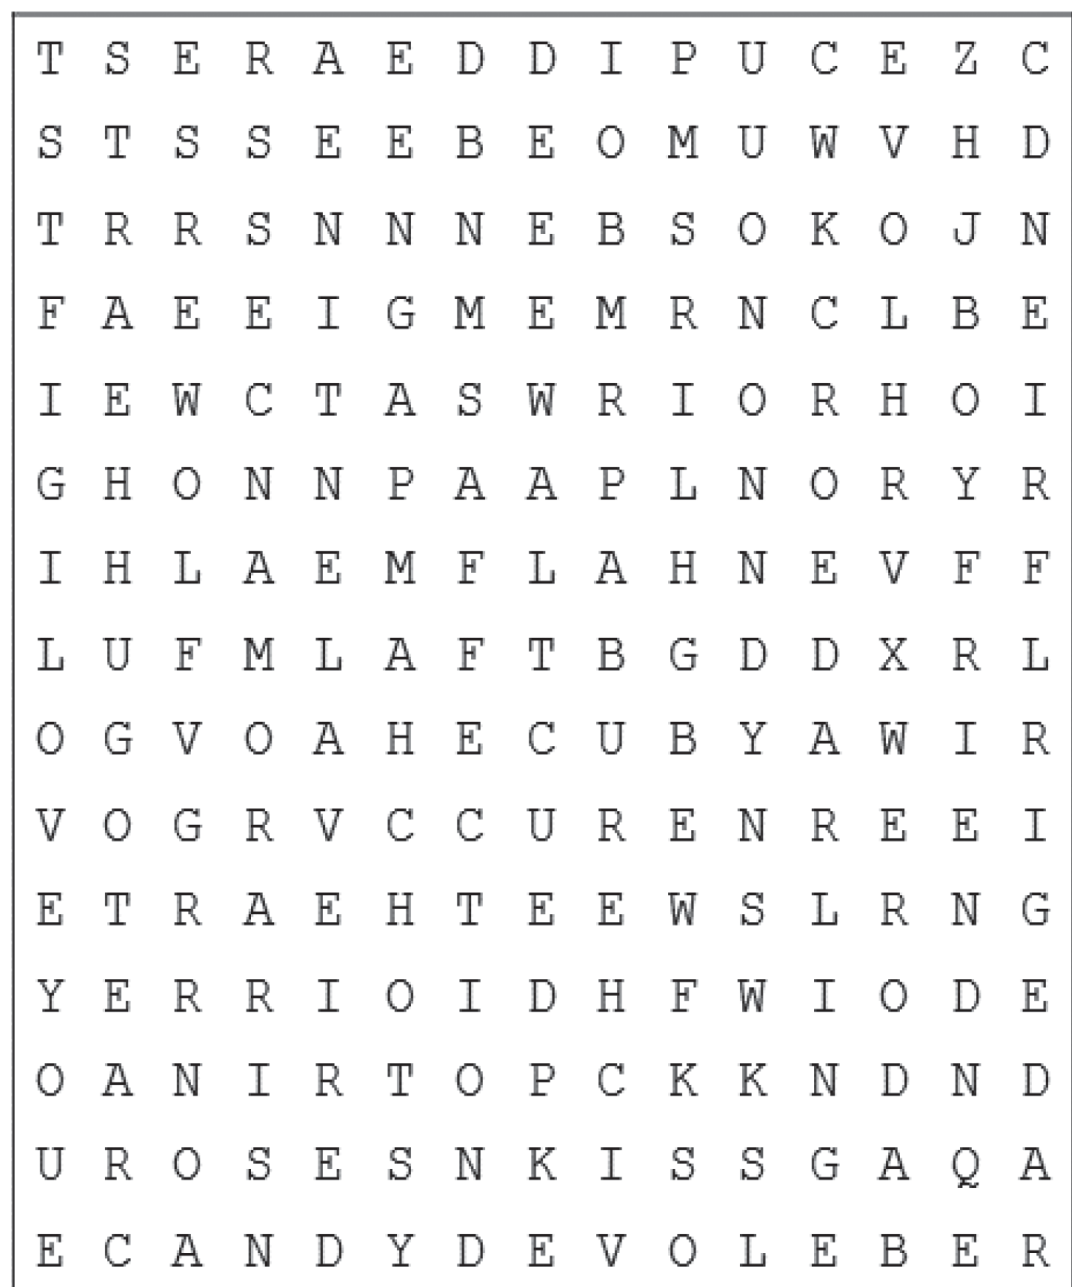 T S E R A E D D I P U C E Z C
S T S S E E B E O M U W V H D
T R R S N N N E B S O K O J N
F A E E I G M E M R N C L B E
I E W C T A S W R I O R H O I
G H O N N P A A P L N O R Y R
I H L A E M F L A H N E V F F
L U F M L A F T B G D D X R L
O G V O A H E C U B Y A W I R
V O G R V C C U R E N R E E I
E T R A E H T E E W S L R N G
Y E R R I O I D H F W I O D E
O A N I R T O P C K K N D N D
U R O S E S N K I S S G A Q A
E C A N D Y D E V O L E B E R